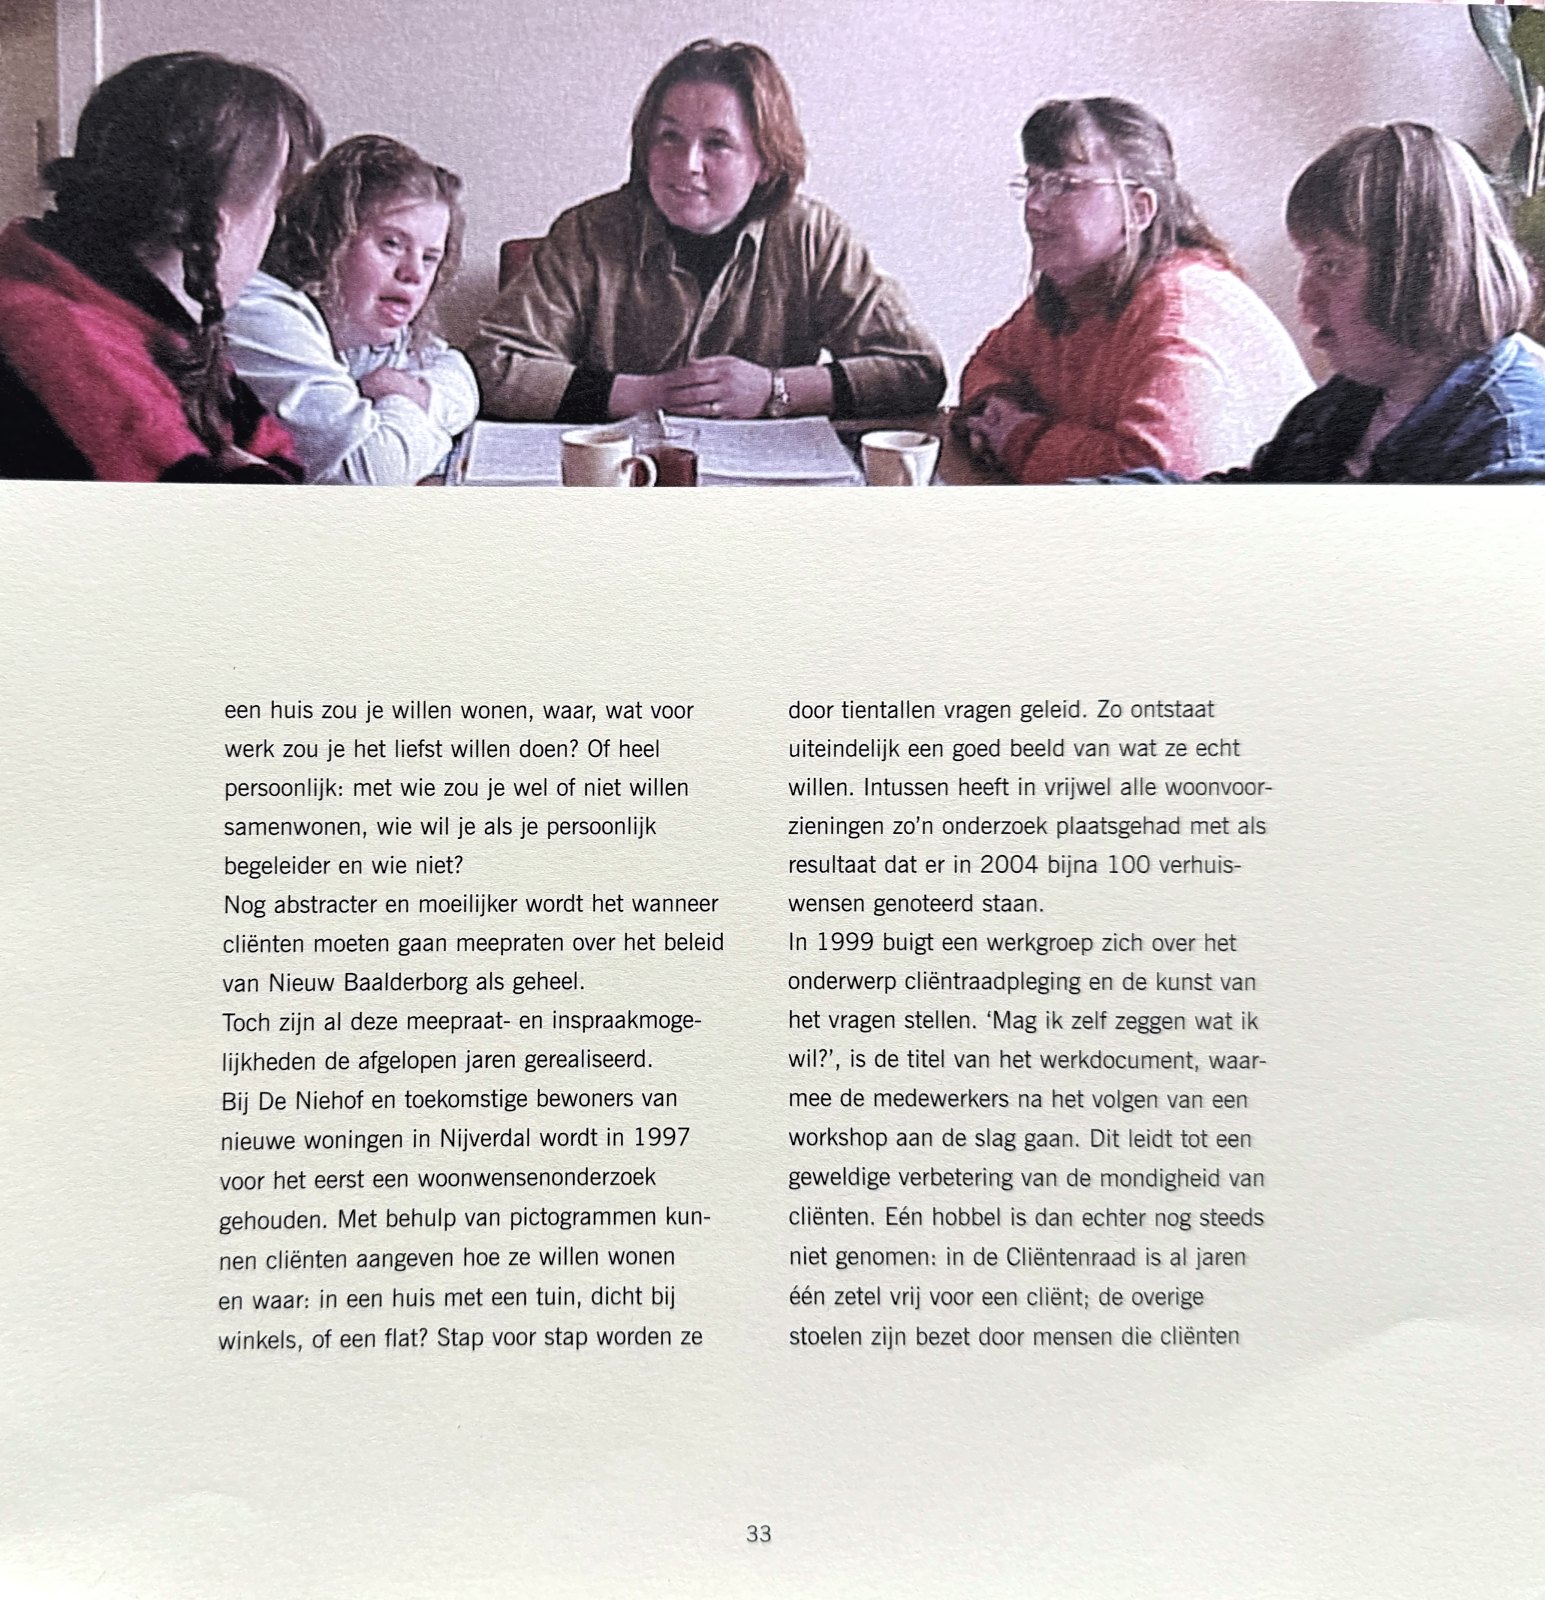 een huis zou je willen wonen, waar, wat voor
werk zou je het liefst willen doen? Of heel
persoonlijk: met wie zou je wel of niet willen
samenwonen, wie wil je als je persoonlijk
begeleider en wie niet?
Nog abstracter en moeilijker wordt het wanneer
cliënten moeten gaan meepraten over het beleid
van Nieuw Baalderborg als geheel.
Toch zijn al deze meepraat- en inspraakmoge-
lijkheden de afgelopen jaren gerealiseerd.
Bij De Niehof en toekomstige bewoners van
nieuwe woningen in Nijverdal wordt in 1997
voor het eerst een woonwensenonderzoek
gehouden. Met behulp van pictogrammen kun-
nen cliënten aangeven hoe ze willen wonen
en waar: in een huis met een tuin, dicht bij
winkels, of een flat? Stap voor stap worden ze
door tientallen vragen geleid. Zo ontstaat
uiteindelijk een goed beeld van wat ze echt
willen. Intussen heeft in vrijwel alle woonvoor-
zieningen zo’n onderzoek plaatsgehad met als
resultaat dat er in 2004 bijna 100 verhuis-
wensen genoteerd staan.
In 1999 buigt een werkgroep zich over het
onderwerp cliëntraadpleging en de kunst van
het vragen stellen. ‘Mag ik zelf zeggen wat ik
wil?’, is de titel van het werkdocument, waar-
mee de medewerkers na het volgen van een
workshop aan de slag gaan. Dit leidt tot een
geweldige verbetering van de mondigheid van
cliënten. Eén hobbel is dan echter nog steeds
niet genomen: in de Cliëntenraad is al jaren
één zetel vrij voor een cliënt; de overige
stoelen zijn bezet door mensen die cliënten
33